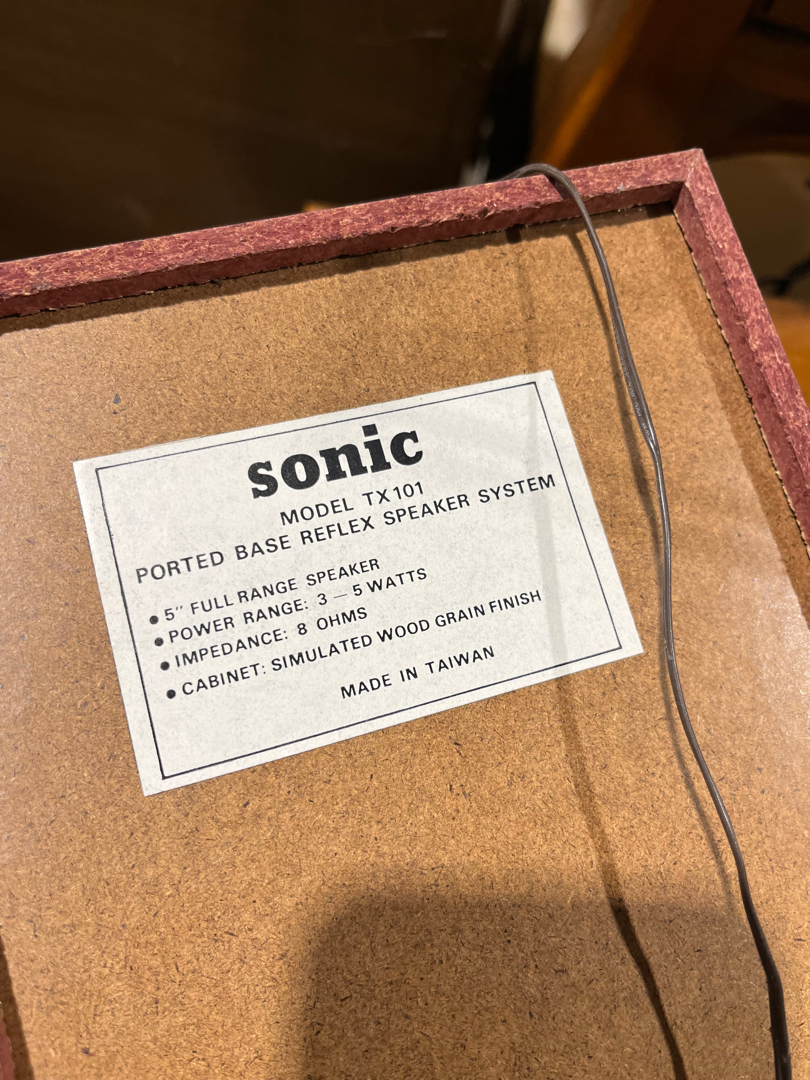 sonic
MODEL TX101
PORTED BASE REFLEX SPEAKER SYSTEM
● 5" FULL RANGE SPEAKER
● POWER RANGE: 3 — 5 WATTS
● IMPEDANCE: 8 OHMS
● CABINET: SIMULATED WOOD GRAIN FINISH
MADE IN TAIWAN